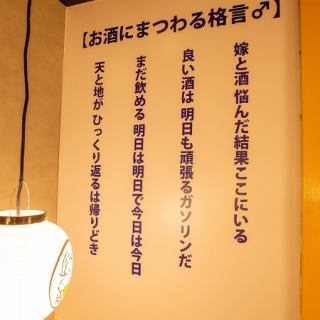 【お酒にまつわる格言♂】
嫁と酒 悩んだ結果ここにいる
良い酒は 明日も頑張るガソリンだ
まだ飲める 明日は明日で今日は今日
天と地が ひっくり返るは帰りどき